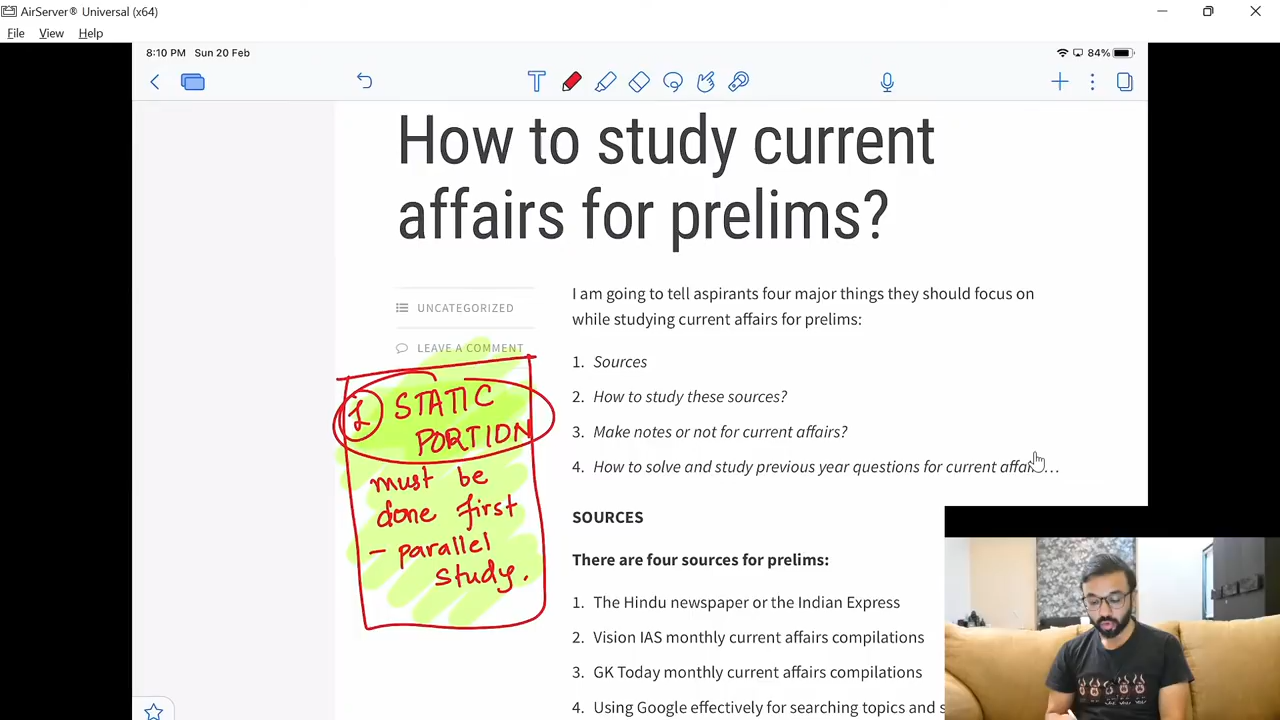 AirServer® Universal (x64)
File View Help
8:10 PM Sun 20 Feb
84%
How to study current
affairs for prelims?
UNCATEGORIZED
LEAVE A COMMENT
1 STATIC
PORTION
must be
done first
- parallel
study.
I am going to tell aspirants four major things they should focus on
while studying current affairs for prelims:
1. Sources
2. How to study these sources?
3. Make notes or not for current affairs?
4. How to solve and study previous year questions for current affai...
SOURCES
There are four sources for prelims:
1. The Hindu newspaper or the Indian Express
2. Vision IAS monthly current affairs compilations
3. GK Today monthly current affairs compilations
4. Using Google effectively for searching topics and